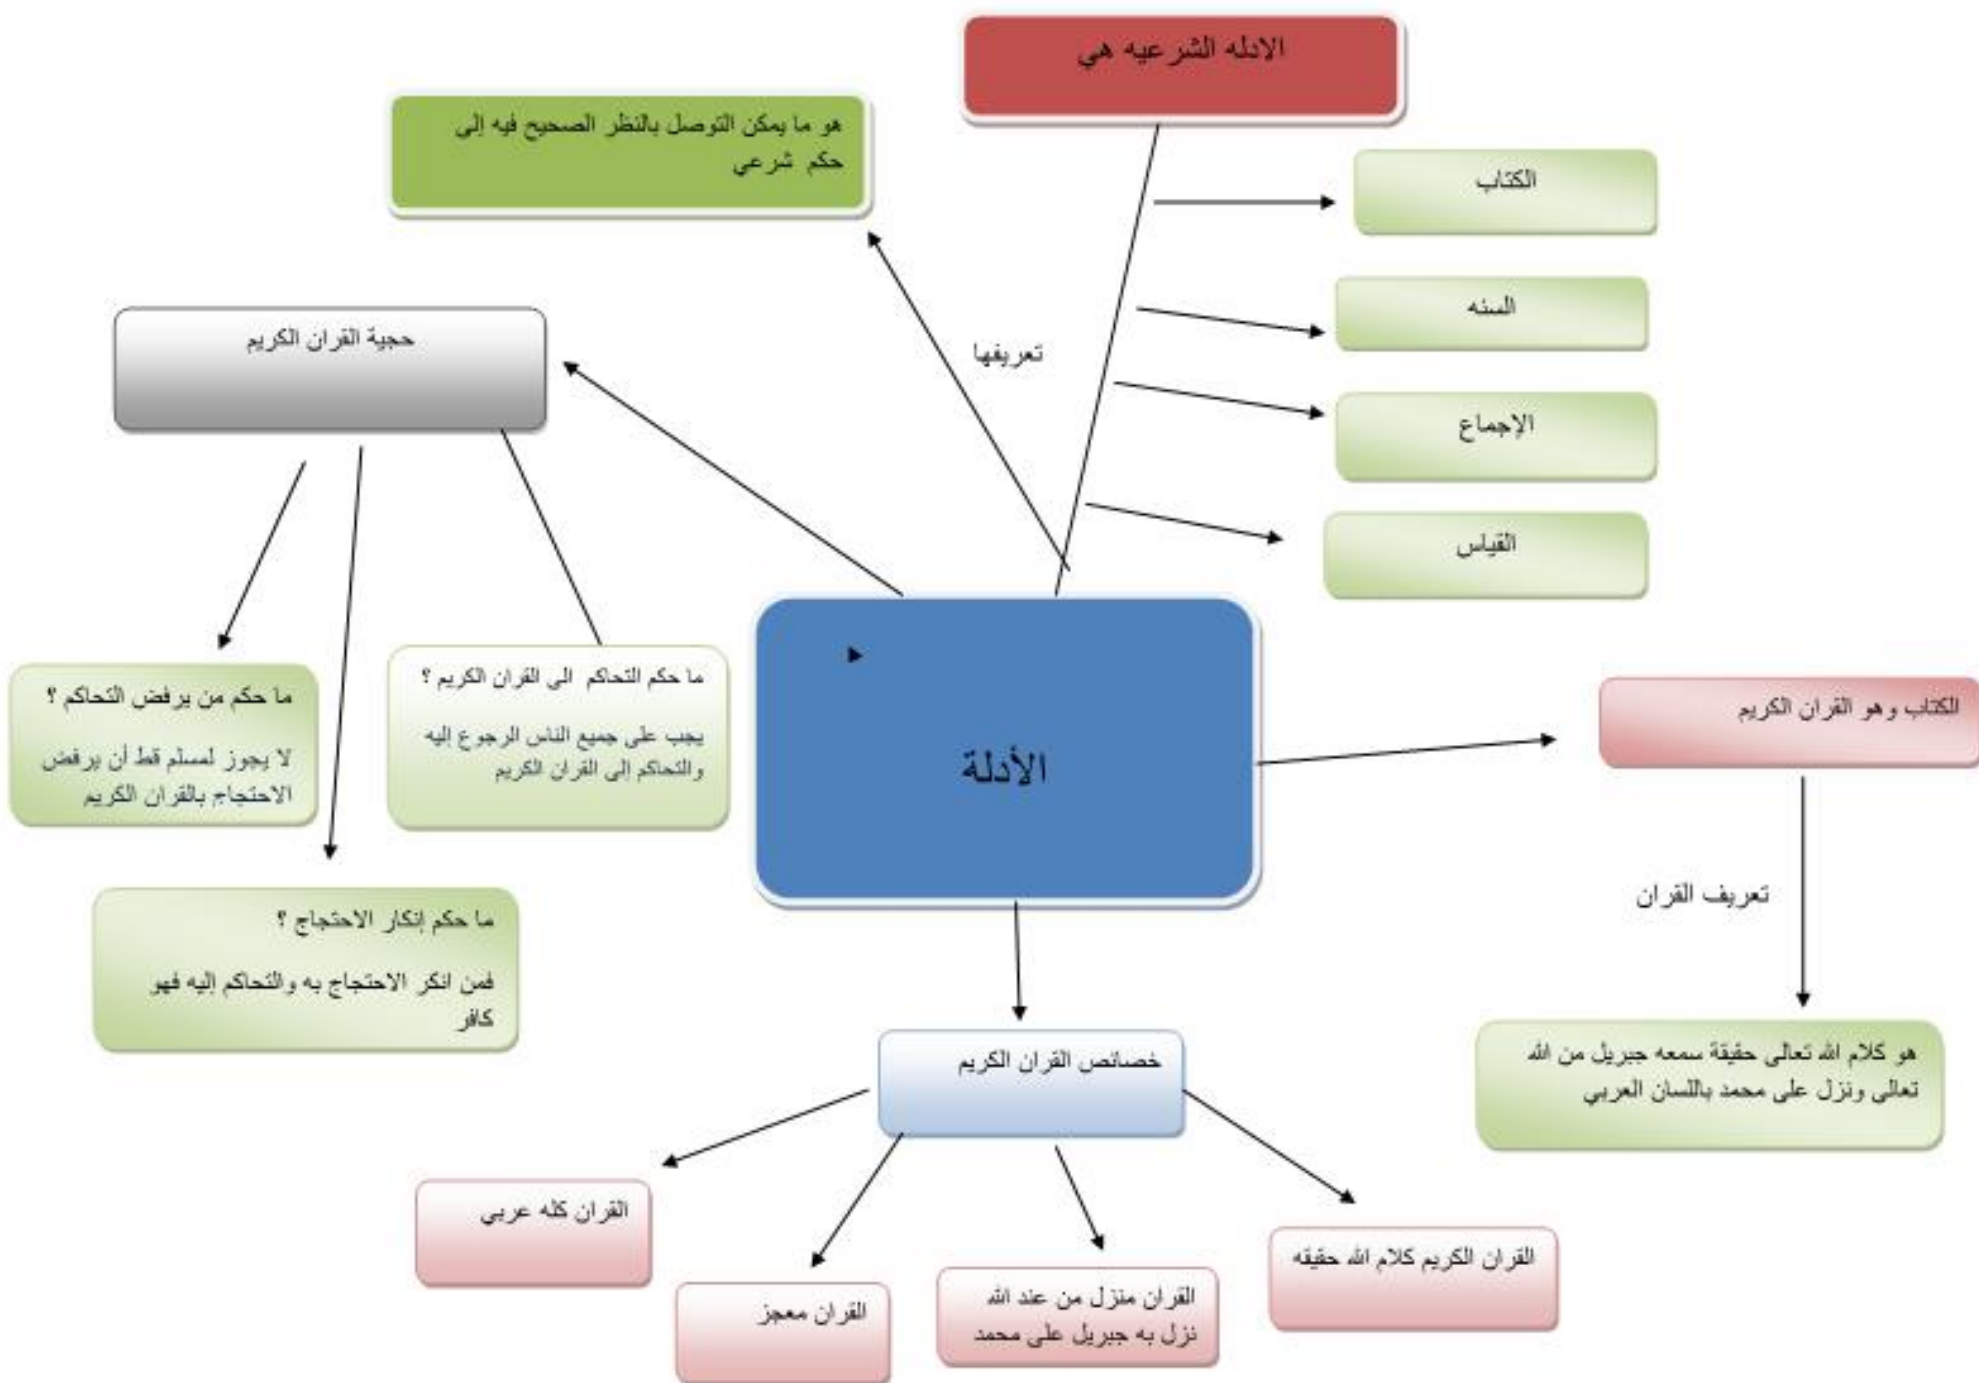 الادله الشرعيه هي
هو ما يمكن التوصل بالنظر الصحيح فيه إلى
حكم شرعي
الكتاب
السنه
الإجماع
القياس
تعريفها
حجية القران الكريم
ما حكم التحاكم الى القران الكريم ؟
يجب على جميع الناس الرجوع إليه
والتحاكم إلى القران الكريم
ما حكم من يرفض التحاكم ؟
لا يجوز لمسلم قط أن يرفض
الاحتجاج بالقران الكريم
ما حكم إنكار الاحتجاج ؟
فمن انكر الاحتجاج به والتحاكم إليه فهو
كافر
الأدلة
الكتاب وهو القران الكريم
تعريف القران
هو كلام الله تعالى حقيقة سمعه جبريل من الله
تعالى ونزل على محمد باللسان العربي
خصائص القران الكريم
القران الكريم كلام الله حقيقه
القران منزل من عند الله
نزل به جبريل على محمد
القران معجز
القران كله عربي